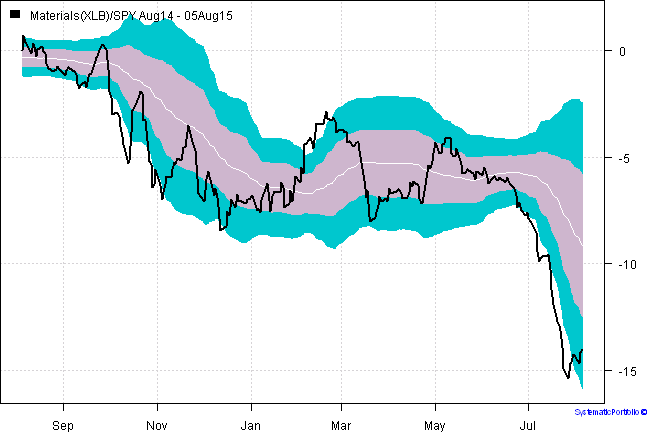 Materials(XLB)/SPY Aug14 - 05Aug15
0
-5
-10
-15
Sep Nov Jan Mar May Jul
SystematicPortfolio ©